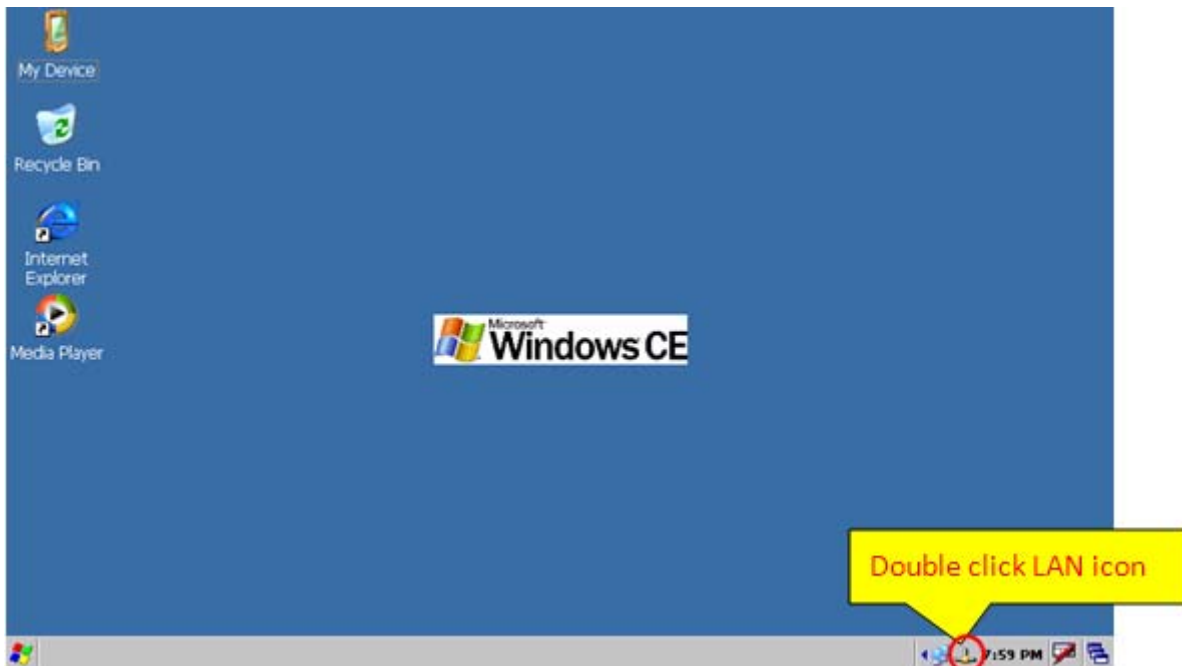 My Device
Recycle Bin
Internet
Explorer
Media Player
Microsoft
Windows CE
Double click LAN icon
7:59 PM